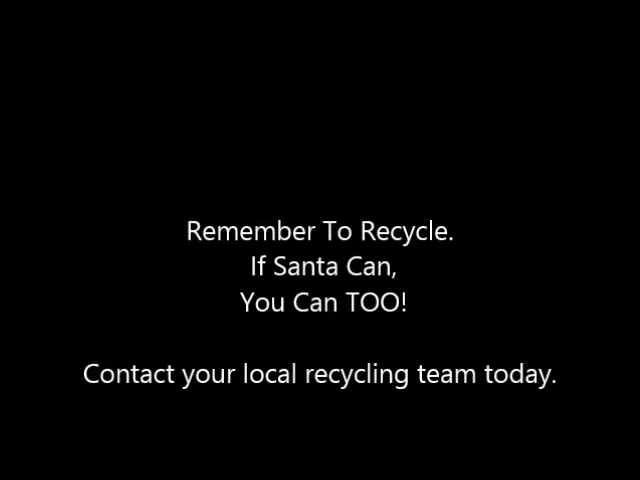 Remember To Recycle.
If Santa Can,
You Can TOO!
Contact your local recycling team today.